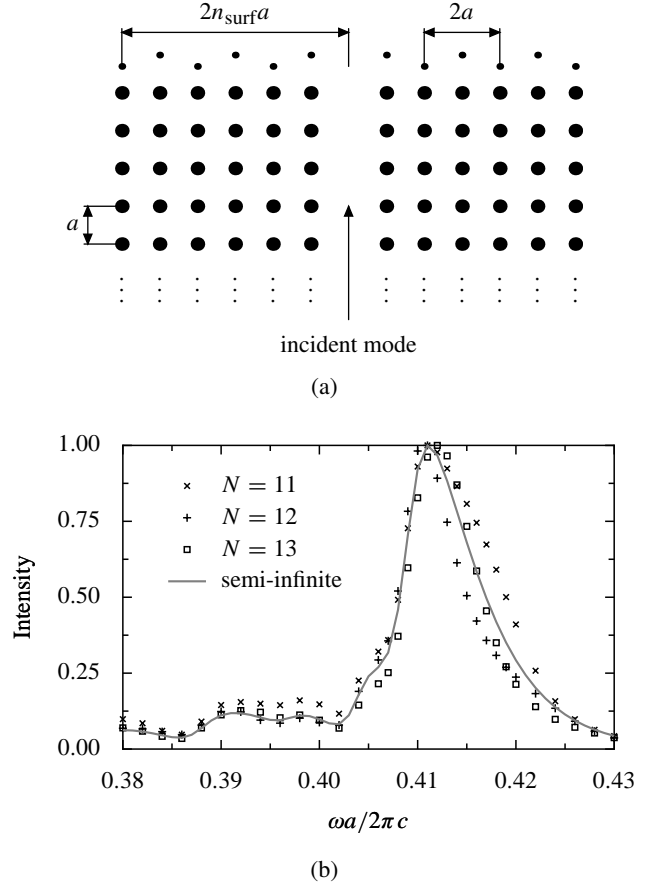 2n_surf a
2a
a
incident mode
(a)
1.00
0.75
0.50
0.25
0.00
Intensity
N = 11
N = 12
N = 13
semi-infinite
0.38
0.39
0.40
0.41
0.42
0.43
ωa/2πc
(b)